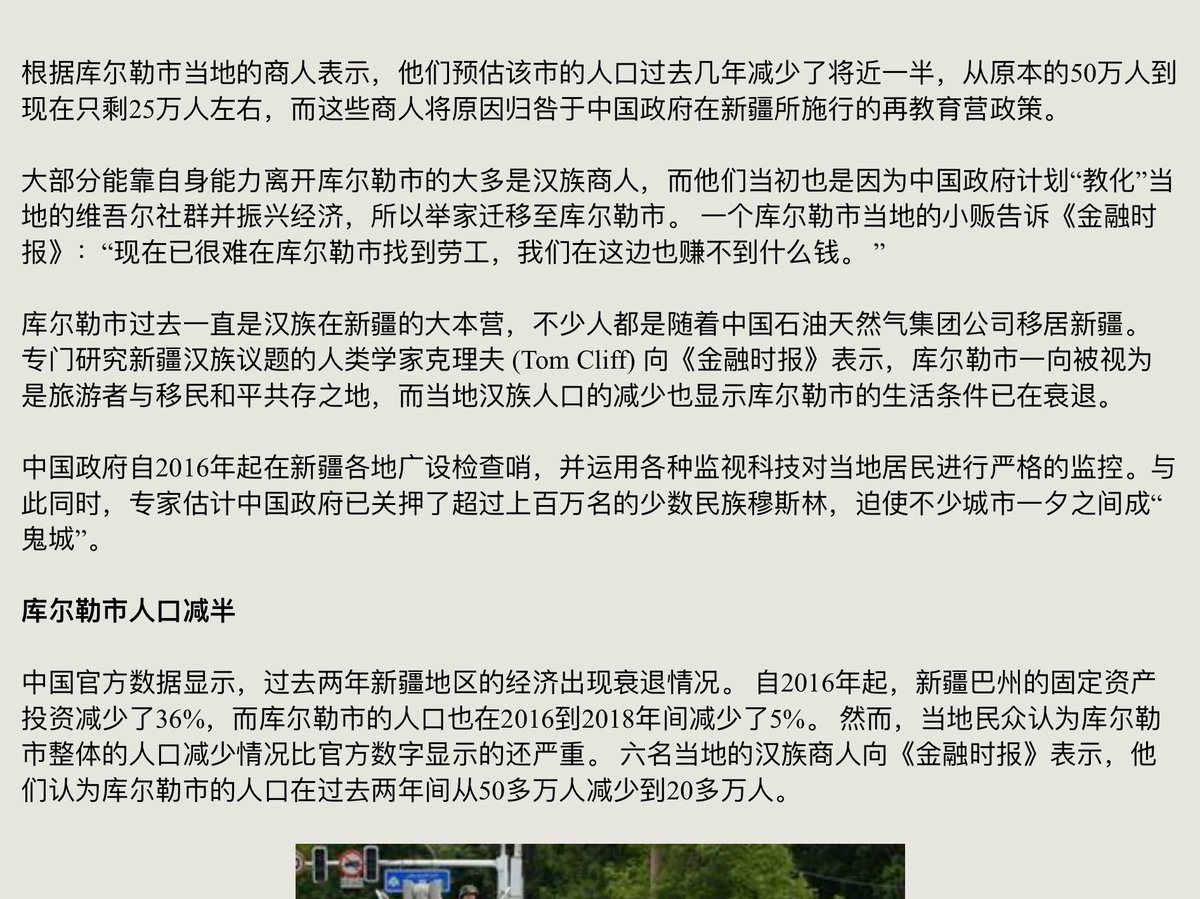 根据库尔勒市当地的商人表示，他们预估该市的人口过去几年减少了将近一半，从原本的50万人到
现在只剩25万人左右，而这些商人将原因归咎于中国政府在新疆所施行的再教育营政策。
大部分能靠自身能力离开库尔勒市的大多是汉族商人，而他们当初也是因为中国政府计划“教化”当
地的维吾尔社群并振兴经济，所以举家迁移至库尔勒市。 一个库尔勒市当地的小贩告诉《金融时
报》：“现在已很难在库尔勒市找到劳工，我们在这边也赚不到什么钱。 ”
库尔勒市过去一直是汉族在新疆的大本营，不少人都是随着中国石油天然气集团公司移居新疆。
专门研究新疆汉族议题的人类学家克理夫 (Tom Cliff) 向《金融时报》表示，库尔勒市一向被视为
是旅游者与移民和平共存之地，而当地汉族人口的减少也显示库尔勒市的生活条件已在衰退。
中国政府自2016年起在新疆各地广设检查哨，并运用各种监视科技对当地居民进行严格的监控。与
此同时，专家估计中国政府已关押了超过上百万名的少数民族穆斯林，迫使不少城市一夕之间成“
鬼城”。
库尔勒市人口减半
中国官方数据显示，过去两年新疆地区的经济出现衰退情况。 自2016年起，新疆巴州的固定资产
投资减少了36%，而库尔勒市的人口也在2016到2018年间减少了5%。 然而，当地民众认为库尔勒
市整体的人口减少情况比官方数字显示的还严重。 六名当地的汉族商人向《金融时报》表示，他
们认为库尔勒市的人口在过去两年间从50多万人减少到20多万人。